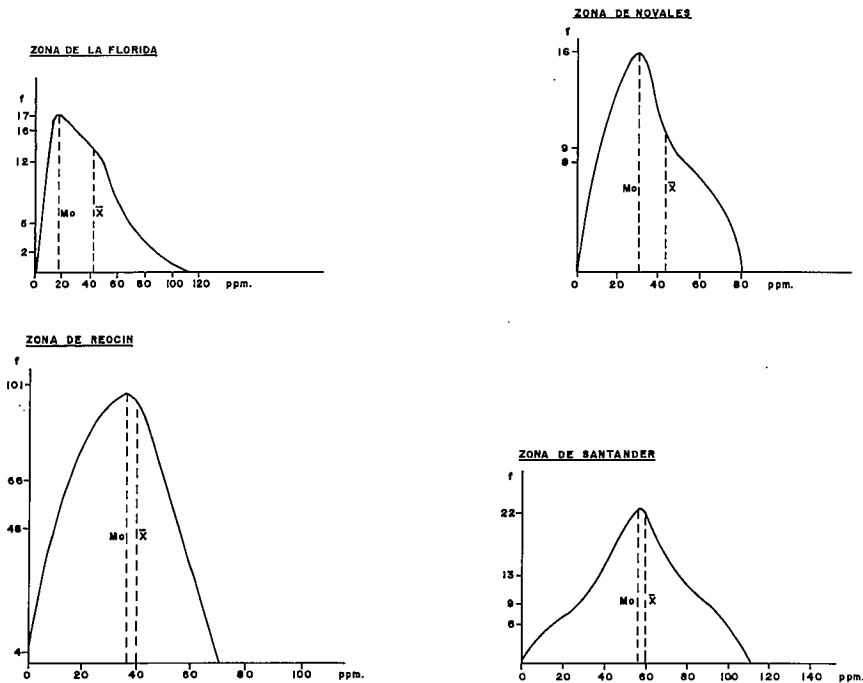 ZONA DE LA FLORIDA
f
17
16
12
6
2
Mo X̄
0 20 40 60 80 100 120 ppm.
ZONA DE NOVALES
f
16
9
8
Mo X̄
0 20 40 60 80 ppm.
ZONA DE REOCIN
f
101
66
46
4
Mo X̄
0 20 40 60 80 100 ppm.
ZONA DE SANTANDER
f
22
13
9
6
Mo X̄
0 20 40 60 80 100 120 140 ppm.